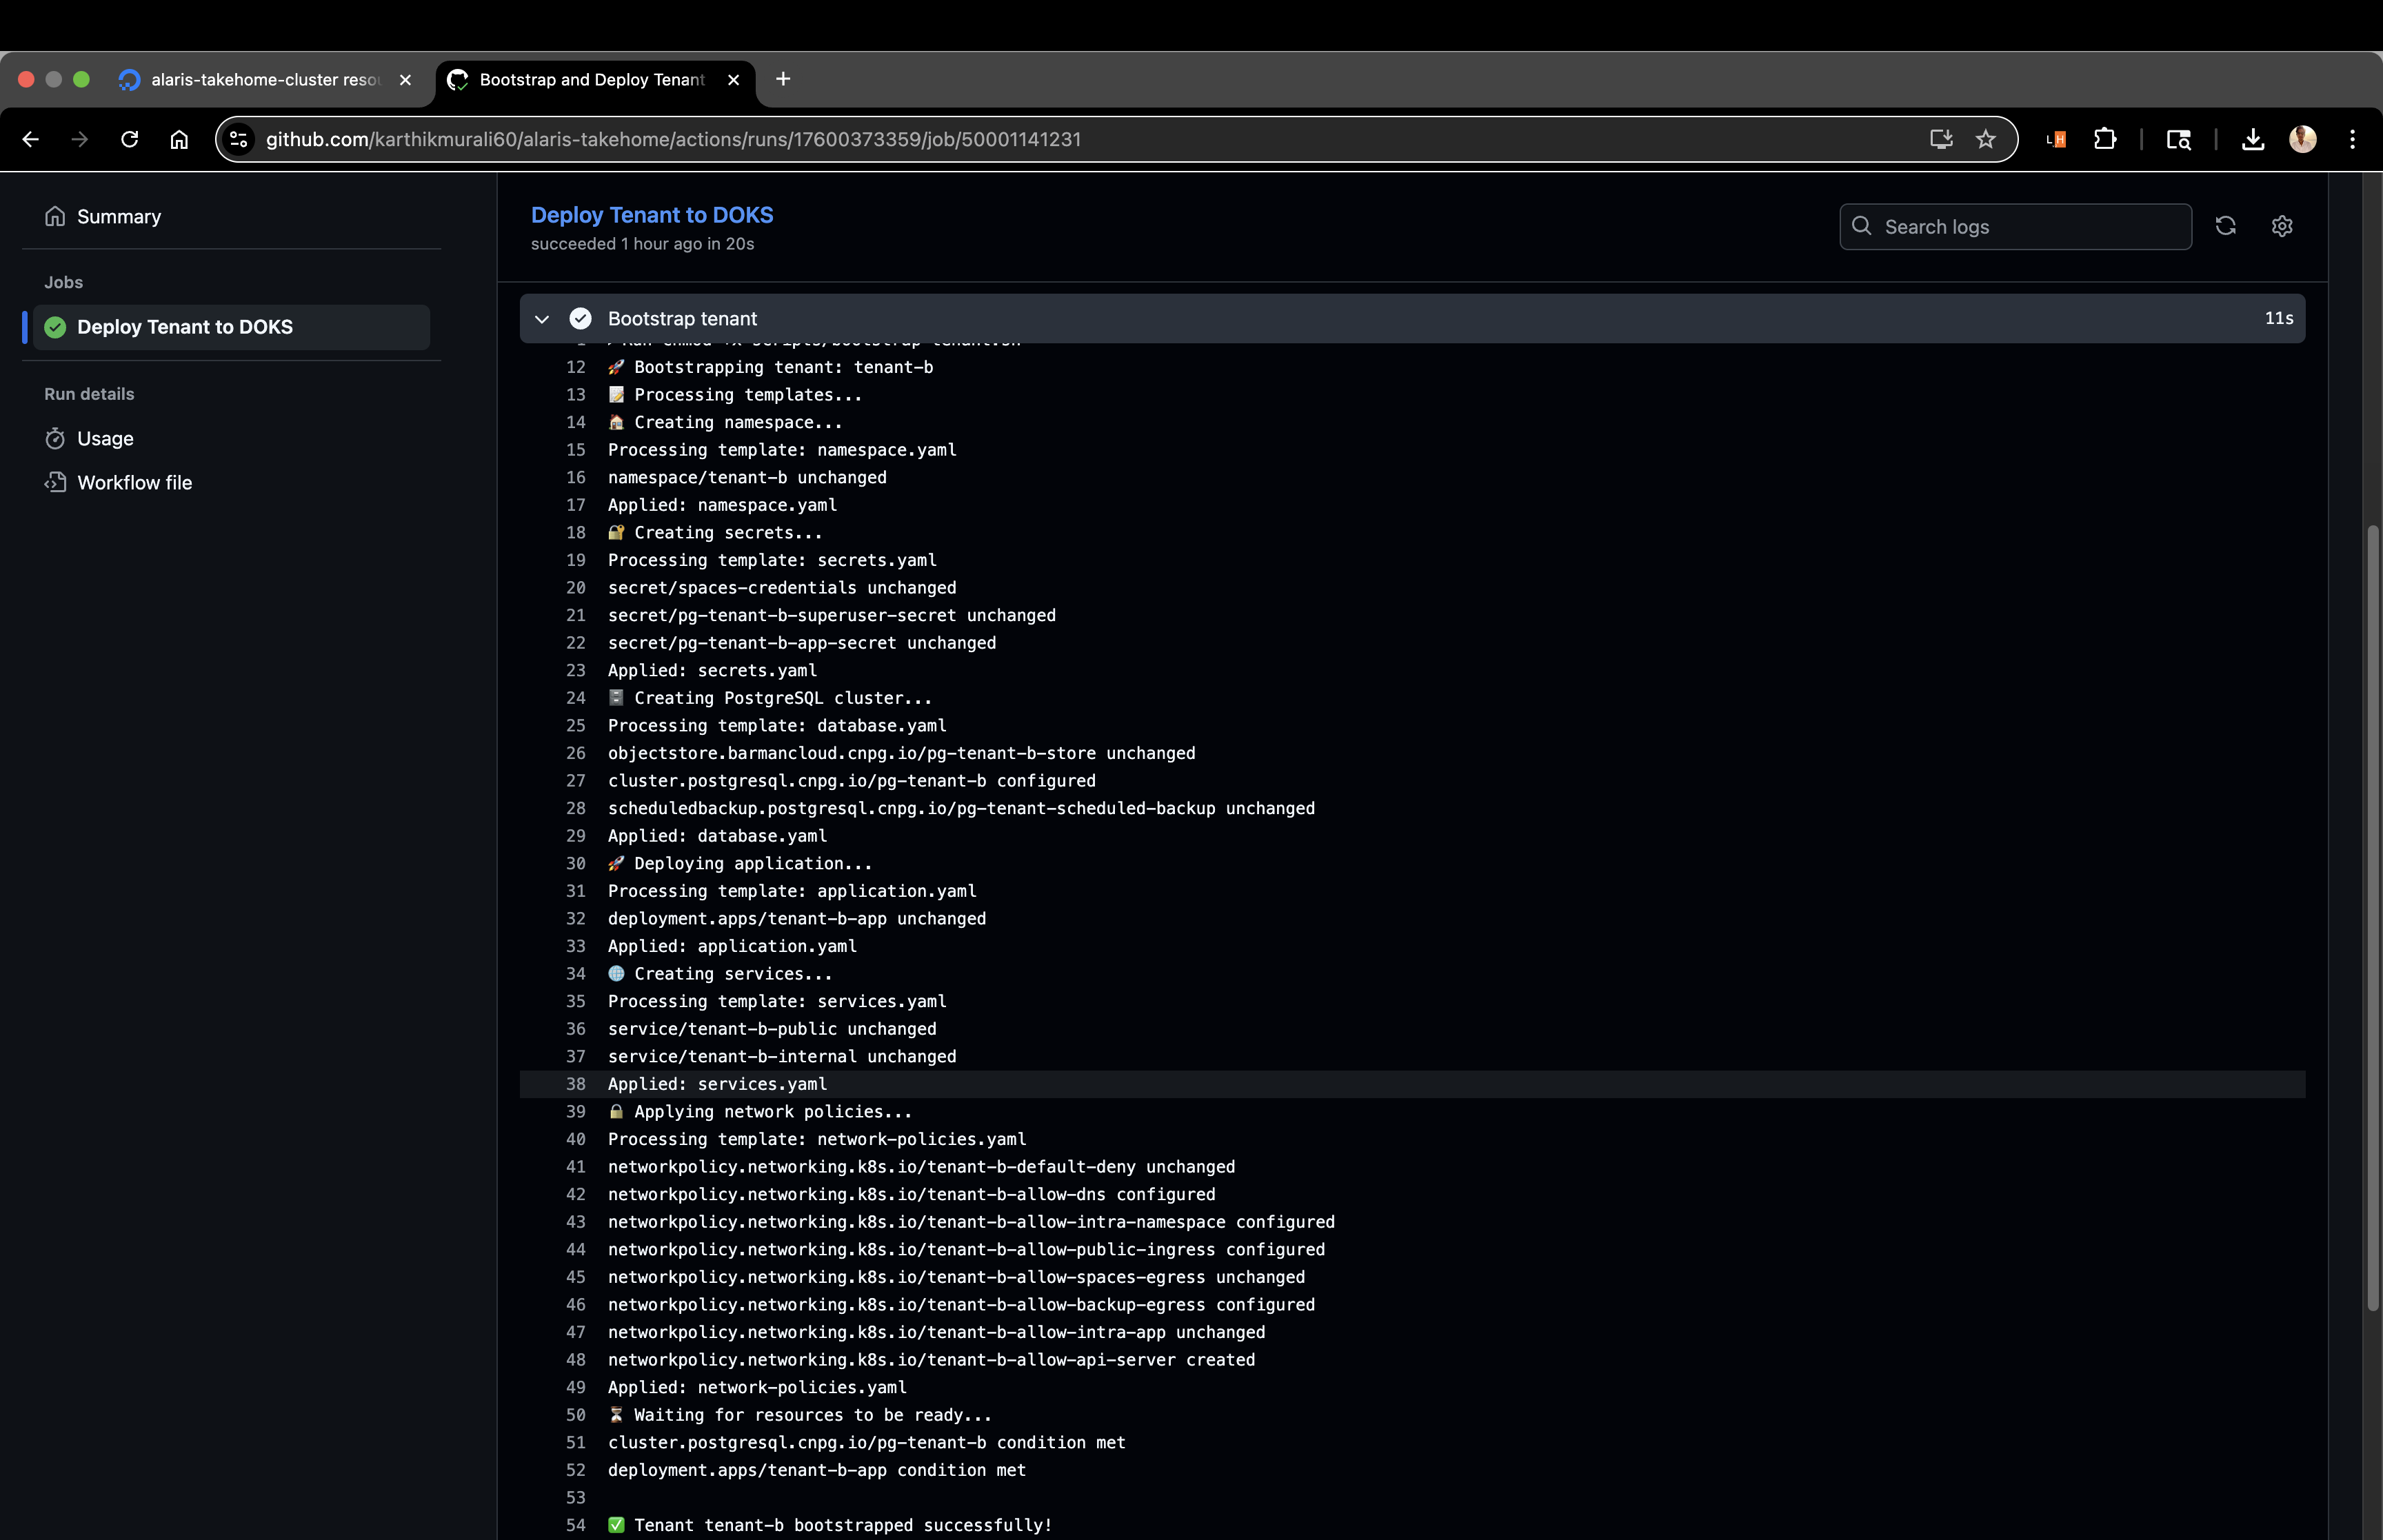 alaris-takehome-cluster resou
Bootstrap and Deploy Tenant
github.com/karthikmurali60/alaris-takehome/actions/runs/17600373359/job/50001141231
Summary
Jobs
Deploy Tenant to DOKS
Run details
Usage
Workflow file
Deploy Tenant to DOKS
succeeded 1 hour ago in 20s
Search logs
Bootstrap tenant 11s
1 Run chmod +x scripts/bootstrap-tenant.sh
12 🚀 Bootstrapping tenant: tenant-b
13 📝 Processing templates...
14 🏠 Creating namespace...
15 Processing template: namespace.yaml
16 namespace/tenant-b unchanged
17 Applied: namespace.yaml
18 🔐 Creating secrets...
19 Processing template: secrets.yaml
20 secret/spaces-credentials unchanged
21 secret/pg-tenant-b-superuser-secret unchanged
22 secret/pg-tenant-b-app-secret unchanged
23 Applied: secrets.yaml
24 🗄️ Creating PostgreSQL cluster...
25 Processing template: database.yaml
26 objectstore.barmancloud.cnpg.io/pg-tenant-b-store unchanged
27 cluster.postgresql.cnpg.io/pg-tenant-b configured
28 scheduledbackup.postgresql.cnpg.io/pg-tenant-scheduled-backup unchanged
29 Applied: database.yaml
30 🚀 Deploying application...
31 Processing template: application.yaml
32 deployment.apps/tenant-b-app unchanged
33 Applied: application.yaml
34 🌐 Creating services...
35 Processing template: services.yaml
36 service/tenant-b-public unchanged
37 service/tenant-b-internal unchanged
38 Applied: services.yaml
39 🔒 Applying network policies...
40 Processing template: network-policies.yaml
41 networkpolicy.networking.k8s.io/tenant-b-default-deny unchanged
42 networkpolicy.networking.k8s.io/tenant-b-allow-dns configured
43 networkpolicy.networking.k8s.io/tenant-b-allow-intra-namespace configured
44 networkpolicy.networking.k8s.io/tenant-b-allow-public-ingress configured
45 networkpolicy.networking.k8s.io/tenant-b-allow-spaces-egress unchanged
46 networkpolicy.networking.k8s.io/tenant-b-allow-backup-egress configured
47 networkpolicy.networking.k8s.io/tenant-b-allow-intra-app unchanged
48 networkpolicy.networking.k8s.io/tenant-b-allow-api-server created
49 Applied: network-policies.yaml
50 ⏳ Waiting for resources to be ready...
51 cluster.postgresql.cnpg.io/pg-tenant-b condition met
52 deployment.apps/tenant-b-app condition met
53
54 ✅ Tenant tenant-b bootstrapped successfully!